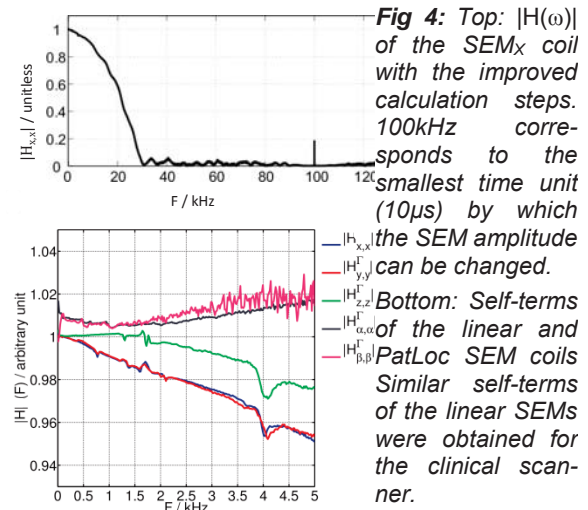 1
0.8
0.6
0.4
0.2
0
0 20 40 60 80 100 120
F / kHz
|H x,x| / unitless
Fig 4: Top: |H(ω)|
of the SEMX coil
with the improved
calculation steps.
100kHz corre-
sponds to the
smallest time unit
(10µs) by which
the SEM amplitude
can be changed.
Bottom: Self-terms
of the linear and
PatLoc SEM coils
Similar self-terms
of the linear SEMs
were obtained for
the clinical scan-
ner.
1.04
1.02
1
0.98
0.96
0.94
0 0.5 1 1.5 2 2.5 3 3.5 4 4.5 5
F / kHz
|H| (F) / arbitrary unit
|H x,x|
|HΓ y,y|
|HΓ z,z|
|HΓ α,α|
|HΓ β,β|